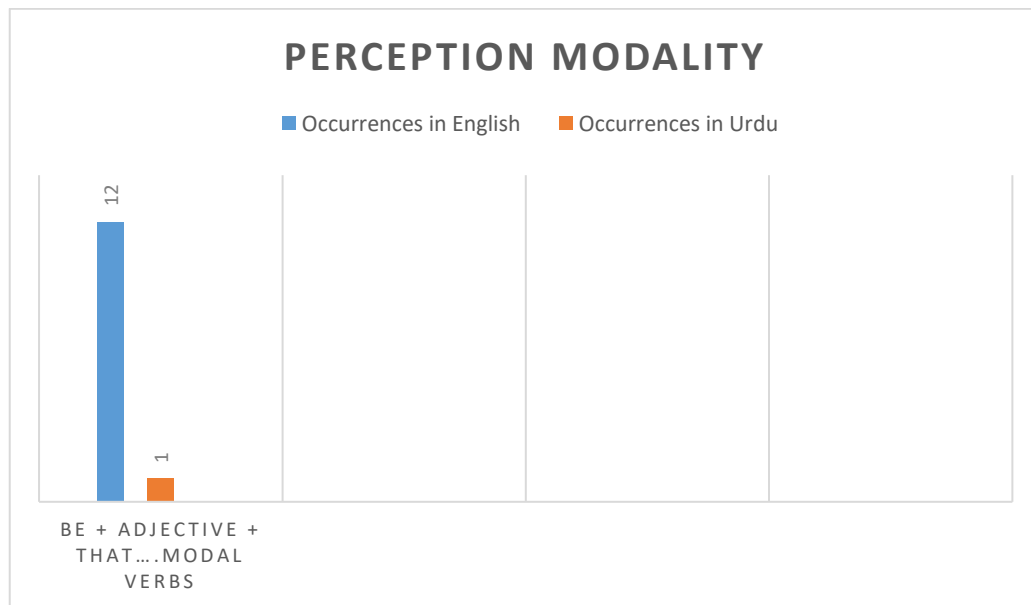 PERCEPTION MODALITY
Occurrences in English Occurrences in Urdu
12
1
BE + ADJECTIVE +
THAT….MODAL
VERBS